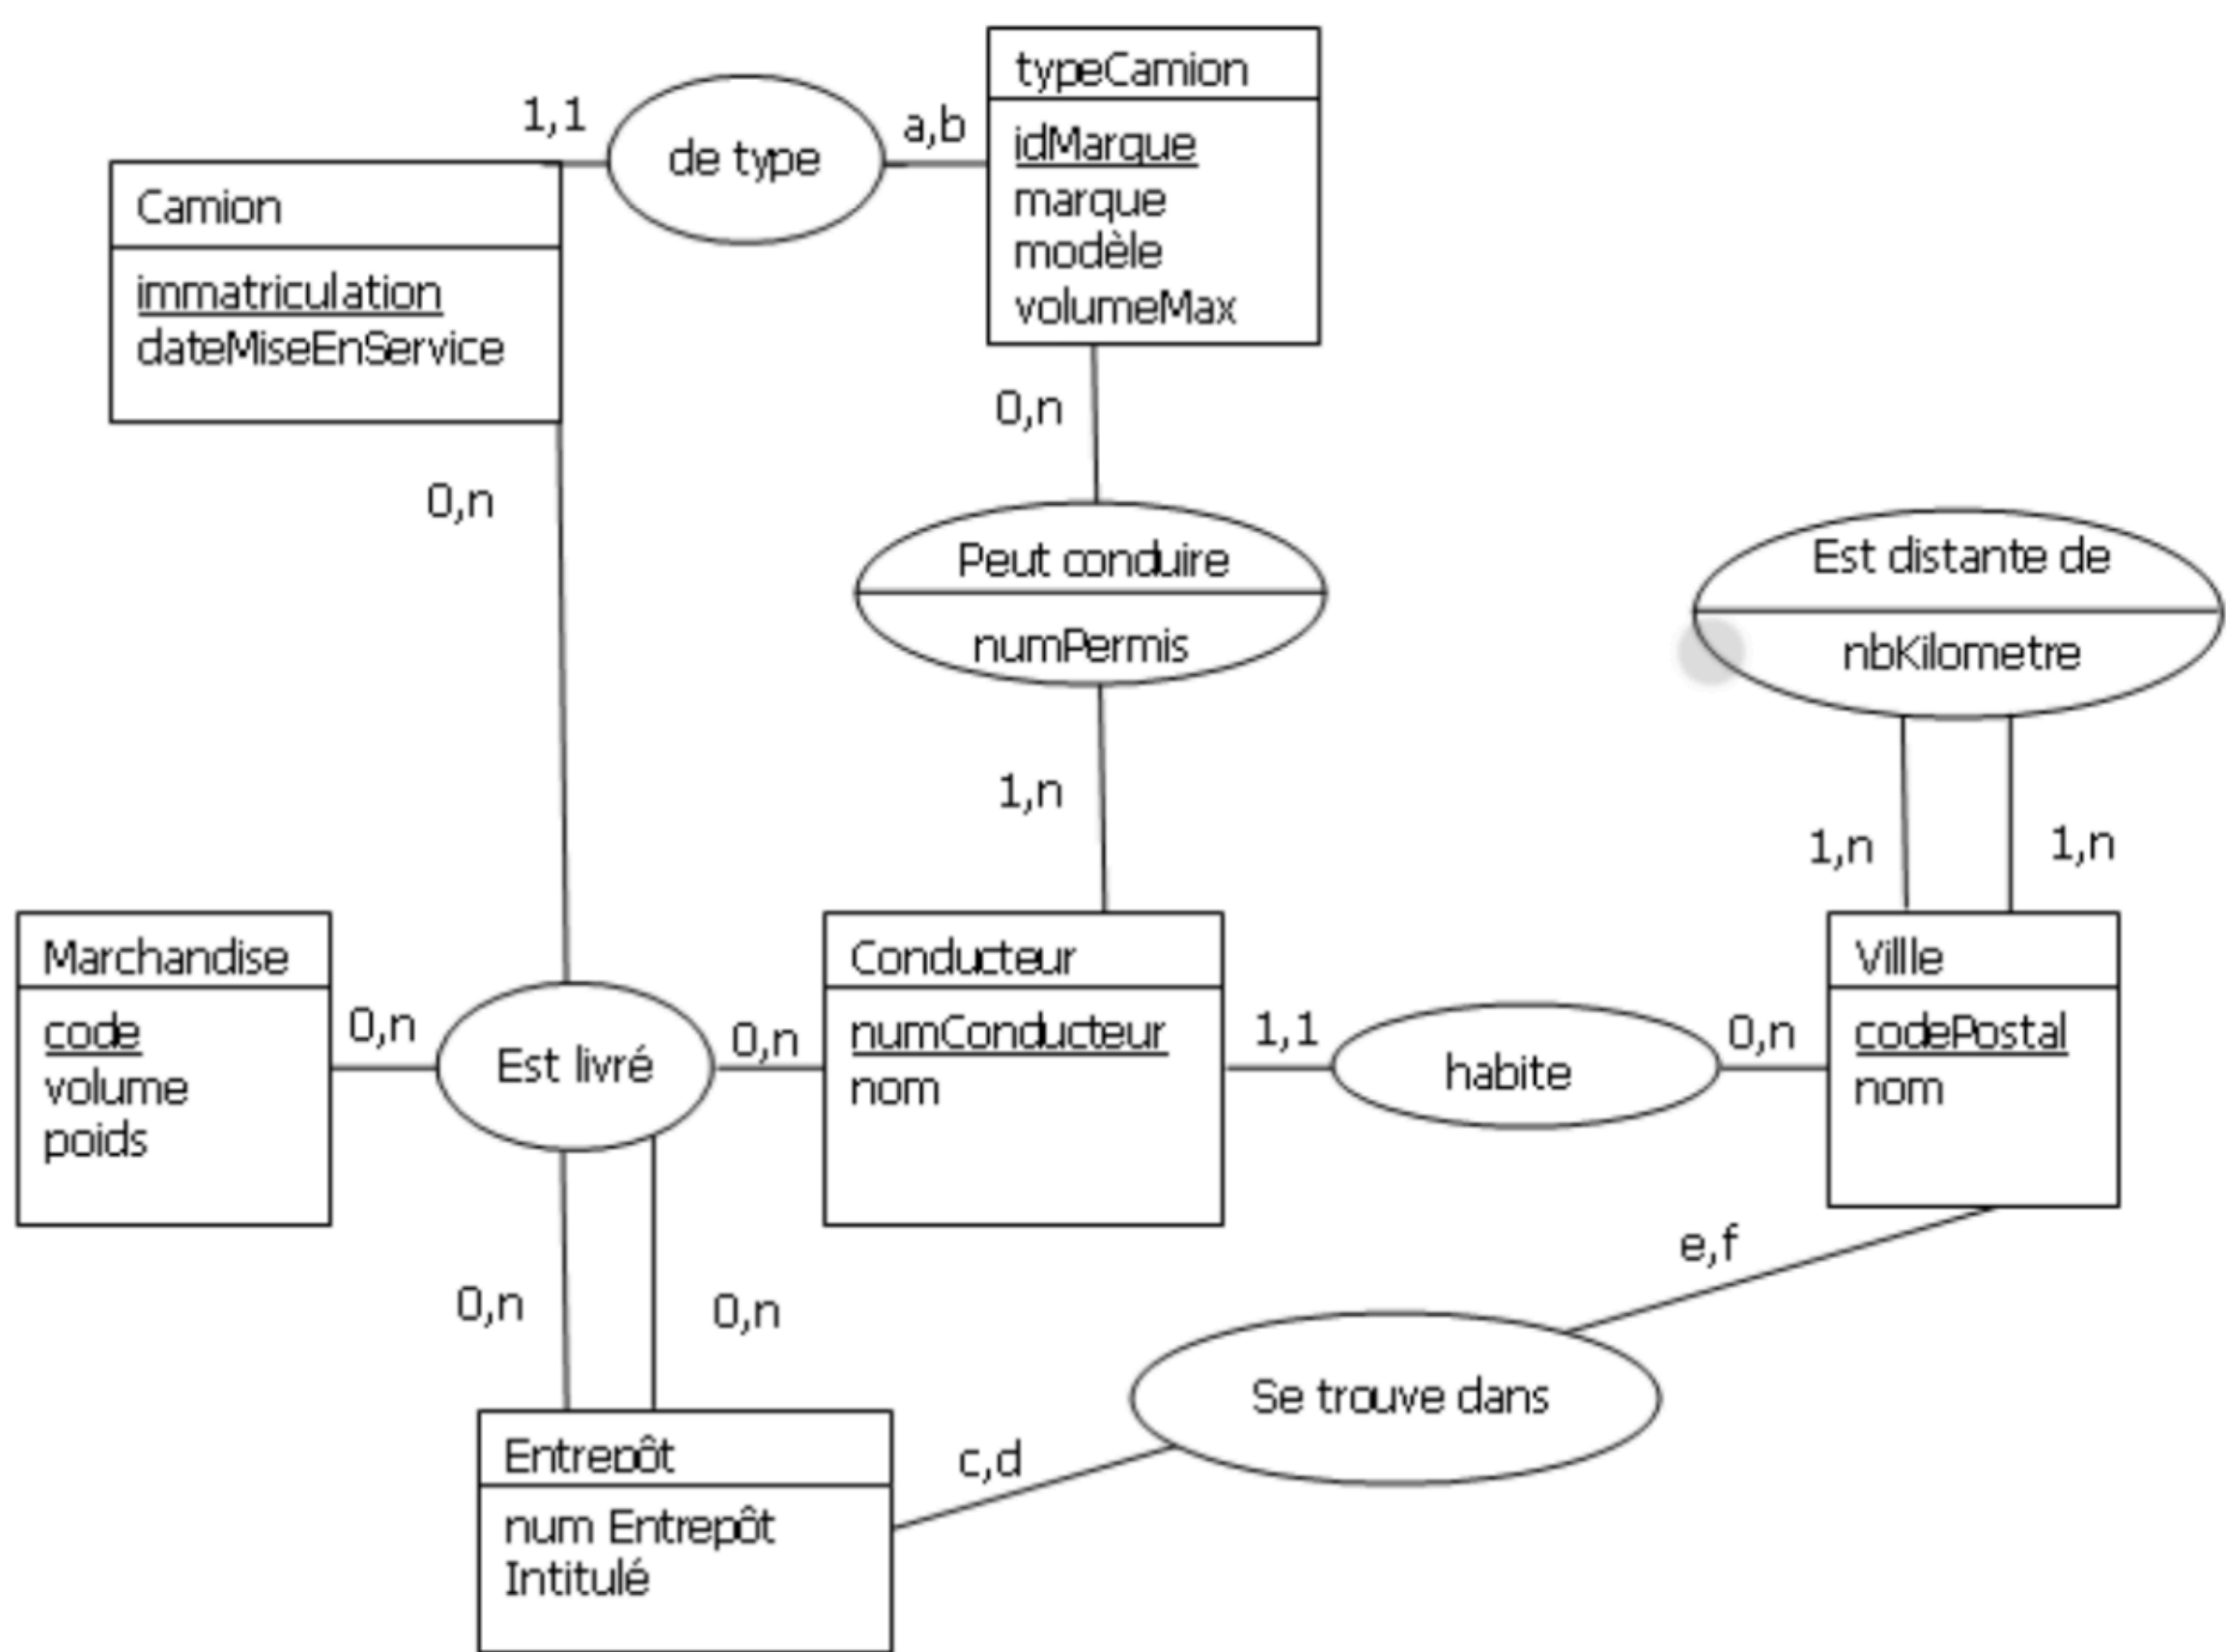 typeCamion
idMarque
marque
modèle
volumeMax
1,1
de type
a,b
Camion
immatriculation
dateMiseEnService
0,n
0,n
Peut conduire
numPermis
Est distante de
nbKilometre
1,n
1,n
1,n
Marchandise
code
volume
poids
0,n
Est livré
0,n
Conducteur
numConducteur
nom
1,1
habite
0,n
Villle
codePostal
nom
e,f
0,n
0,n
Se trouve dans
c,d
Entrepôt
num Entrepôt
Intitulé